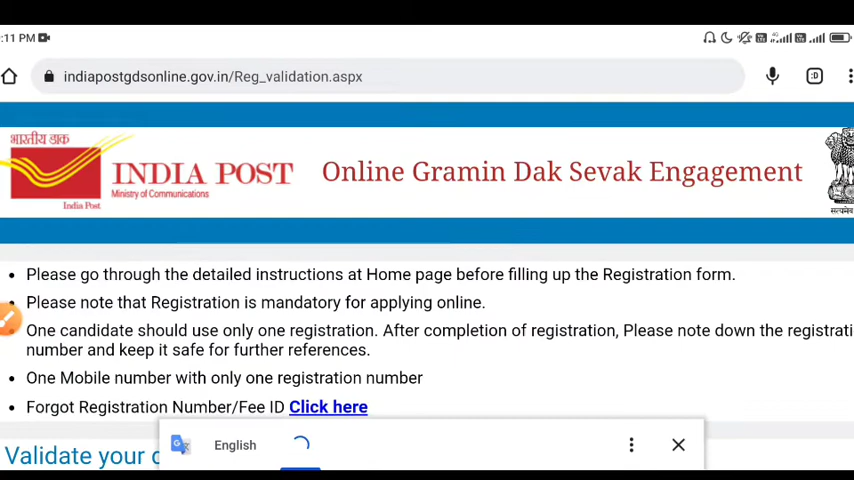 :11 PM
indiapostgdsonline.gov.in/Reg_validation.aspx
:D
भारतीय डाक
INDIA POST
Ministry of Communications
India Post
Online Gramin Dak Sevak Engagement
Please go through the detailed instructions at Home page before filling up the Registration form.
Please note that Registration is mandatory for applying online.
One candidate should use only one registration. After completion of registration, Please note down the registrati
number and keep it safe for further references.
One Mobile number with only one registration number
Forgot Registration Number/Fee ID Click here
English
Validate your